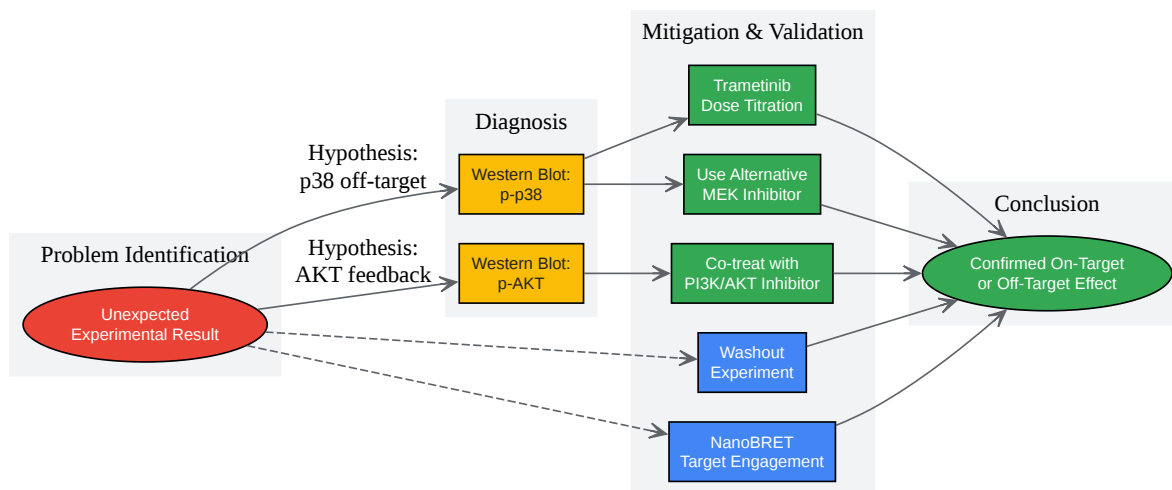 Problem Identification
Unexpected
Experimental Result
Hypothesis:
p38 off-target
Hypothesis:
AKT feedback
Diagnosis
Western Blot:
p-p38
Western Blot:
p-AKT
Mitigation & Validation
Trametinib
Dose Titration
Use Alternative
MEK Inhibitor
Co-treat with
PI3K/AKT Inhibitor
Washout
Experiment
NanoBRET
Target Engagement
Conclusion
Confirmed On-Target
or Off-Target Effect